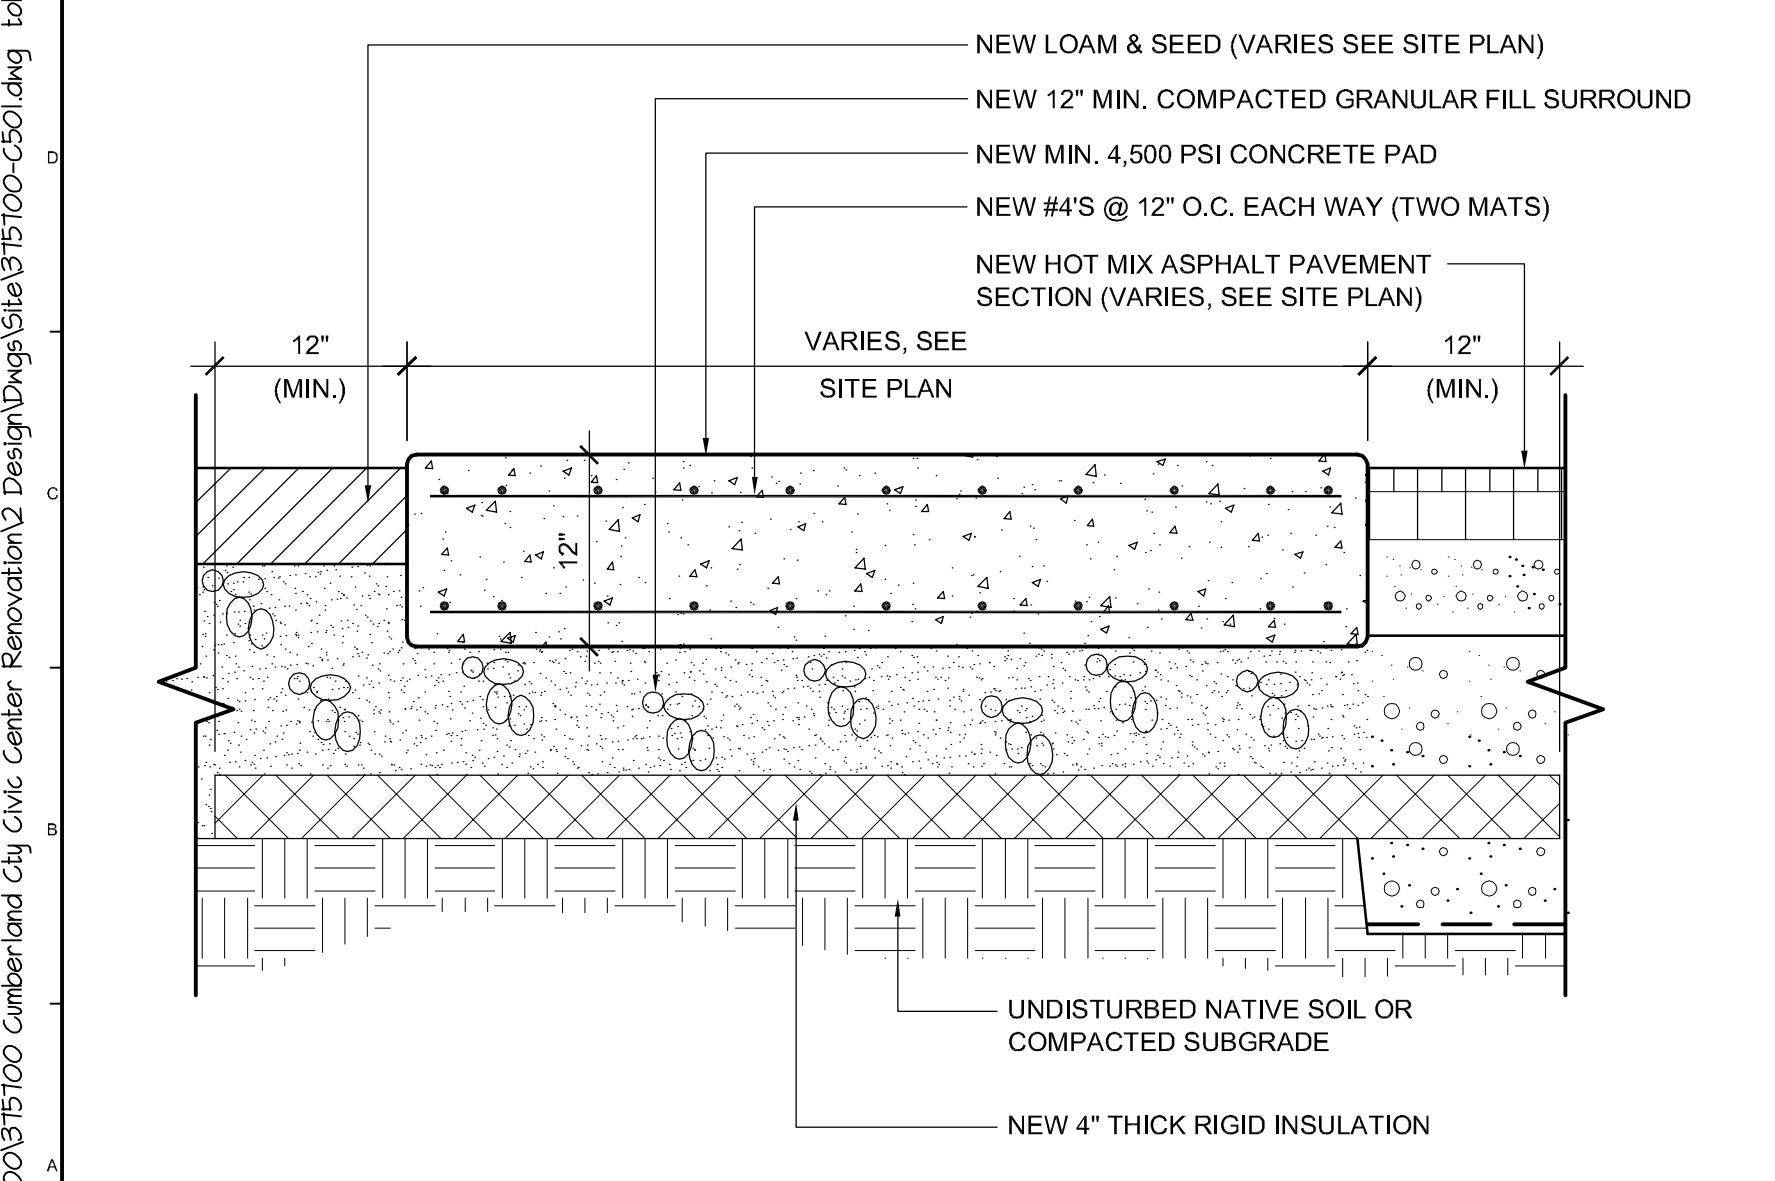 NEW LOAM & SEED (VARIES SEE SITE PLAN)
NEW 12" MIN. COMPACTED GRANULAR FILL SURROUND
NEW MIN. 4,500 PSI CONCRETE PAD
NEW #4'S @ 12" O.C. EACH WAY (TWO MATS)
NEW HOT MIX ASPHALT PAVEMENT
SECTION (VARIES, SEE SITE PLAN)
12"
(MIN.)
VARIES, SEE
SITE PLAN
12"
(MIN.)
12"
UNDISTURBED NATIVE SOIL OR
COMPACTED SUBGRADE
NEW 4" THICK RIGID INSULATION
D
C
B
A
00\375700 Cumberland Cty Civic Center Renovation\2 Design\Dwgs\Site\375700-C501.dwg